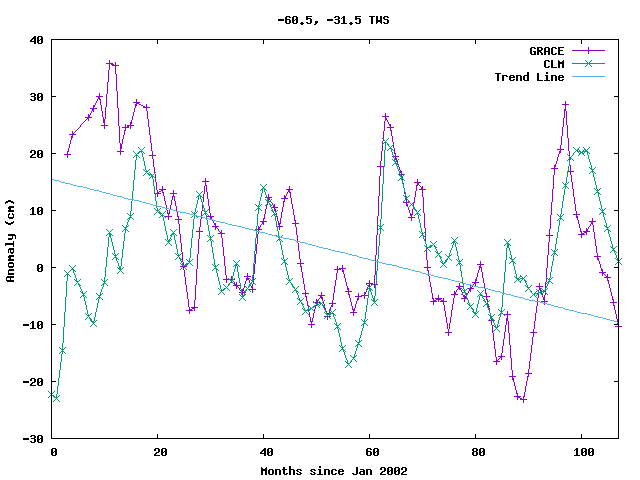 -60.5, -31.5 TWS
GRACE
CLM
Trend Line
40
30
20
10
0
-10
-20
-30
Anomaly (cm)
0 20 40 60 80 100
Months since Jan 2002